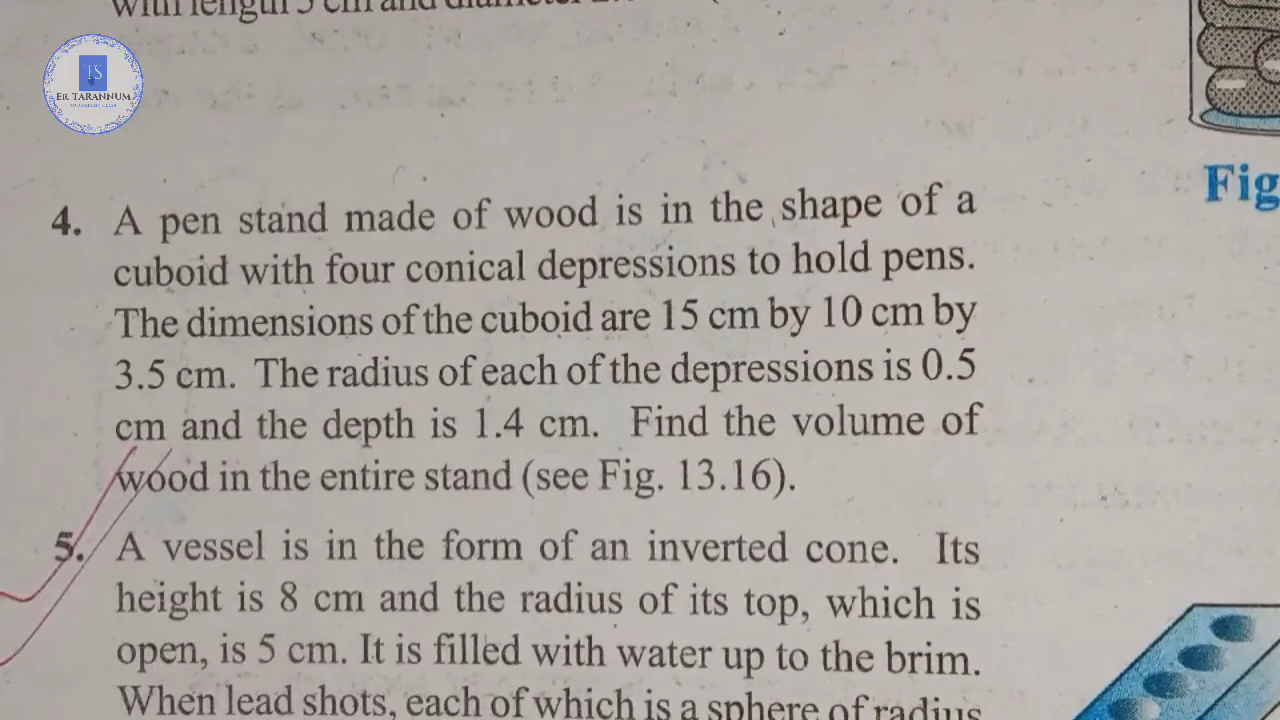 with length 5 cm and diameter
TS
ER. TARANNUM
Fig
4. A pen stand made of wood is in the shape of a
cuboid with four conical depressions to hold pens.
The dimensions of the cuboid are 15 cm by 10 cm by
3.5 cm. The radius of each of the depressions is 0.5
cm and the depth is 1.4 cm. Find the volume of
wood in the entire stand (see Fig. 13.16).
5. A vessel is in the form of an inverted cone. Its
height is 8 cm and the radius of its top, which is
open, is 5 cm. It is filled with water up to the brim.
When lead shots, each of which is a sphere of radius